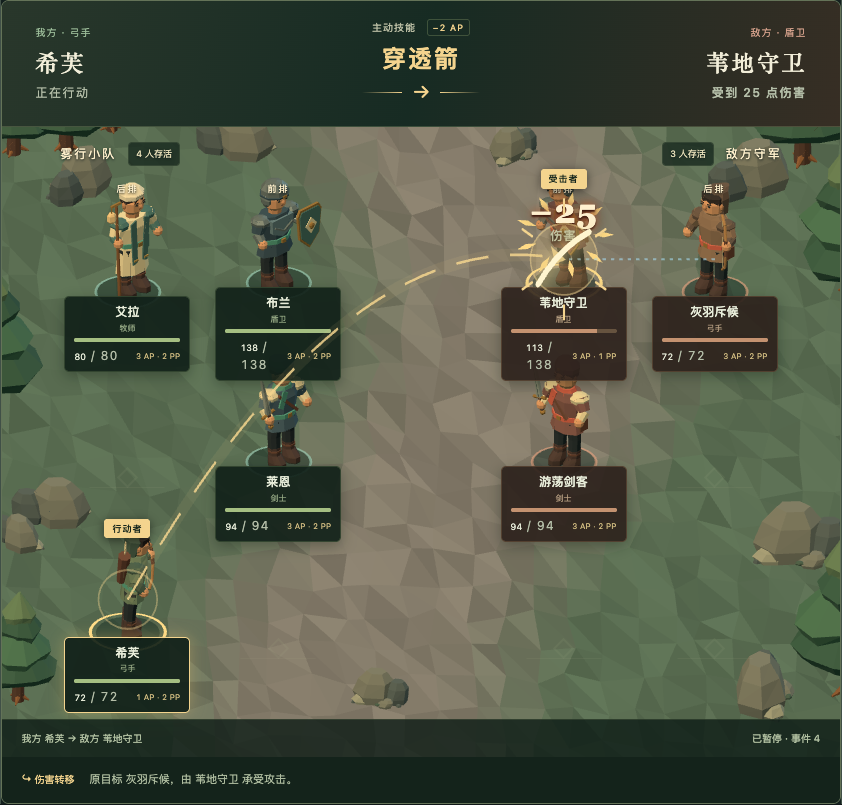 我方 · 弓手
希芙
正在行动
主动技能 −2 AP
穿透箭
敌方 · 盾卫
苇地守卫
受到 25 点伤害
雾行小队 4 人存活
3 人存活 敌方守军
后排
前排
受击者
前排
后排
−25
伤害
艾拉
牧师
80 / 80 3 AP · 2 PP
布兰
盾卫
138 / 138 3 AP · 2 PP
苇地守卫
盾卫
113 / 138 3 AP · 1 PP
灰羽斥候
弓手
72 / 72 3 AP · 2 PP
莱恩
剑士
94 / 94 3 AP · 2 PP
游荡剑客
剑士
94 / 94 3 AP · 2 PP
行动者
希芙
弓手
72 / 72 1 AP · 2 PP
我方 希芙 → 敌方 苇地守卫
已暂停 · 事件 4
↪ 伤害转移 原目标 灰羽斥候，由 苇地守卫 承受攻击。